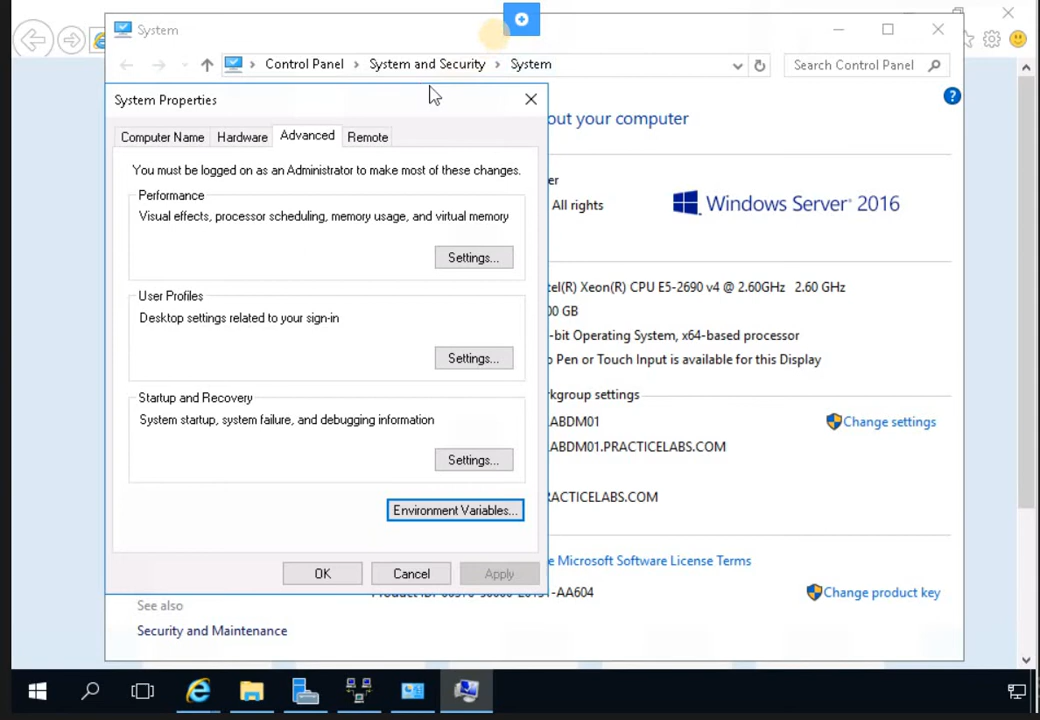 System
Control Panel > System and Security > System
Search Control Panel
System Properties
Computer Name Hardware Advanced Remote
You must be logged on as an Administrator to make most of these changes.
Performance
Visual effects, processor scheduling, memory usage, and virtual memory
Settings...
User Profiles
Desktop settings related to your sign-in
Settings...
Startup and Recovery
System startup, system failure, and debugging information
Settings...
Environment Variables...
OK Cancel Apply
out your computer
er
All rights
Windows Server® 2016
tel(R) Xeon(R) CPU E5-2690 v4 @ 2.60GHz 2.60 GHz
00 GB
-bit Operating System, x64-based processor
Pen or Touch Input is available for this Display
kgroup settings
ABDM01
Change settings
ABDM01.PRACTICELABS.COM
ACTICELABS.COM
e Microsoft Software License Terms
-AA604
Change product key
See also
Security and Maintenance